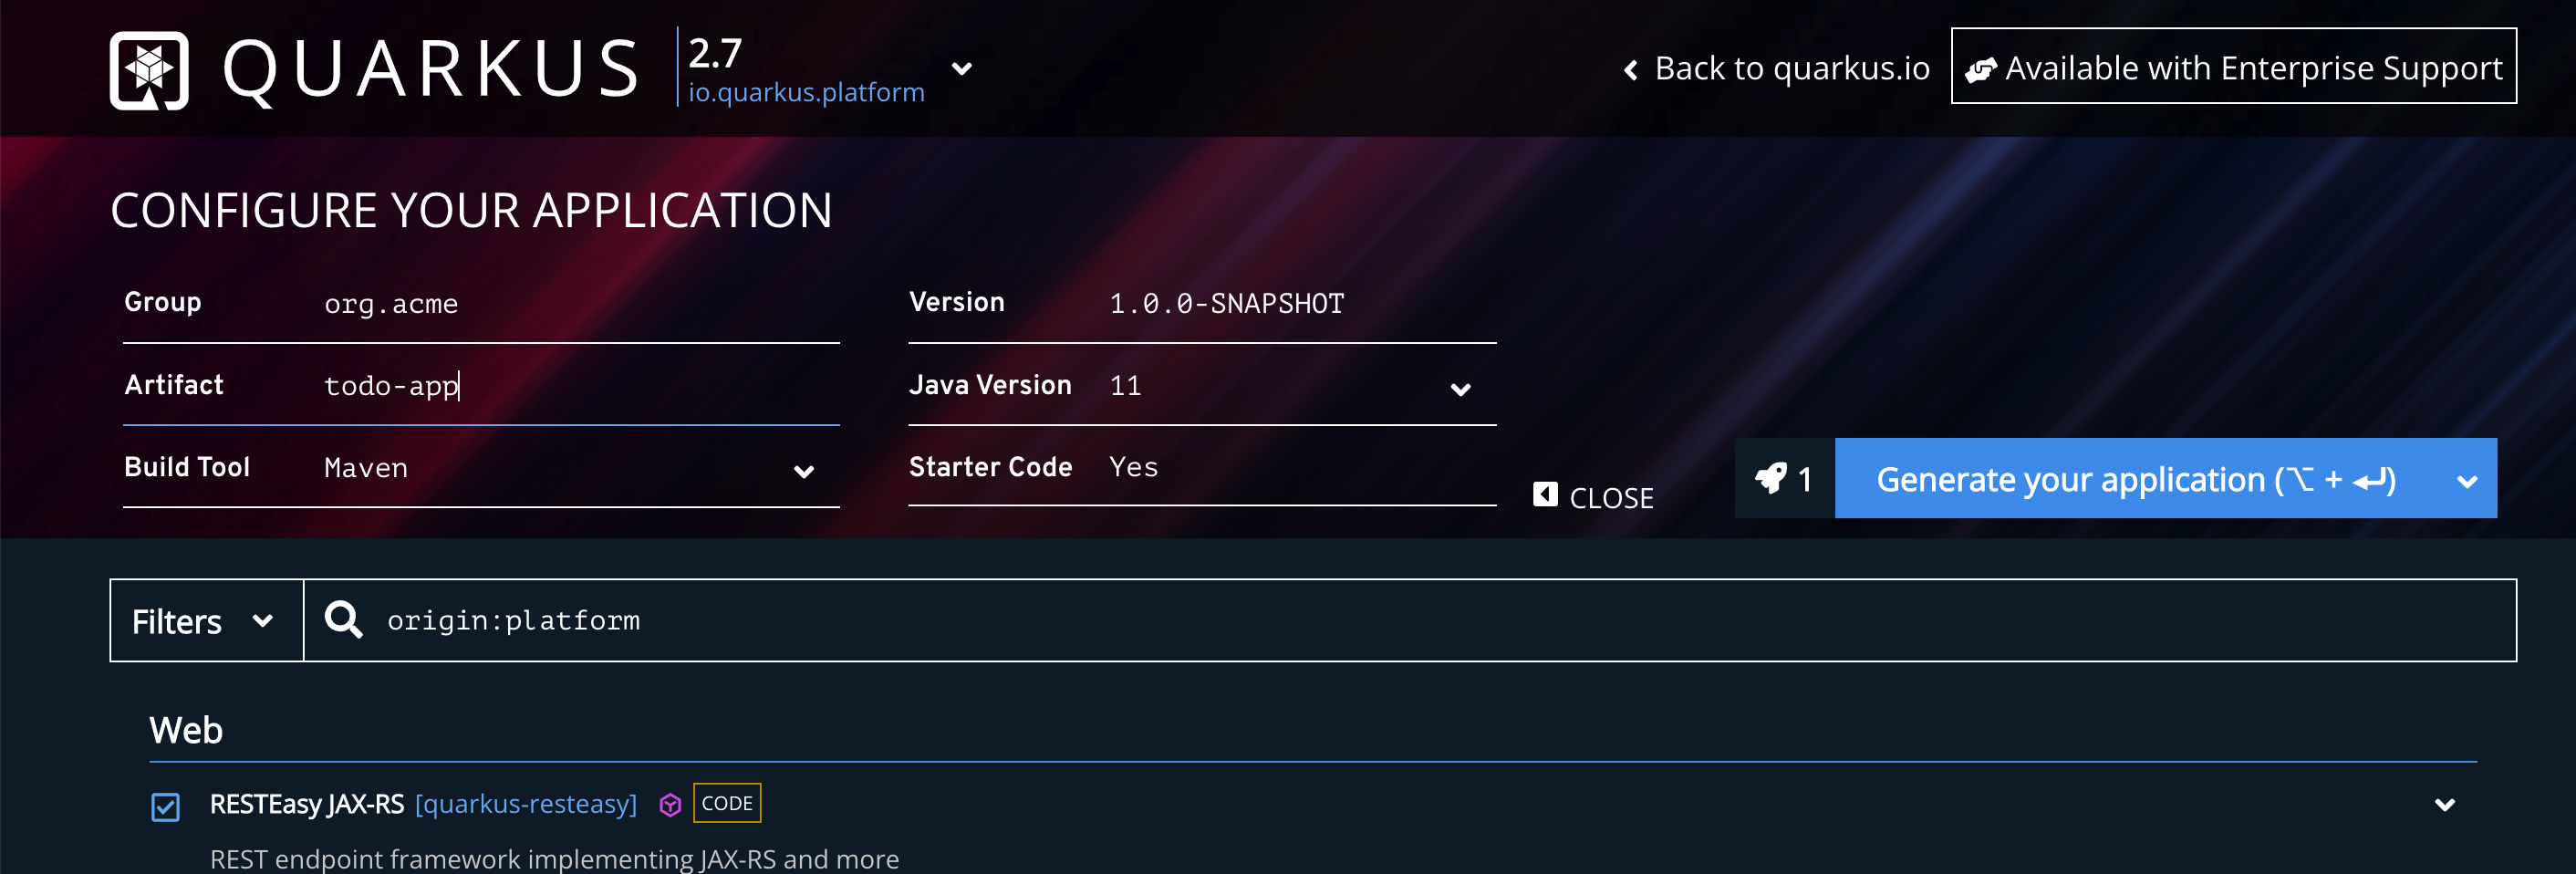 QUARKUS
2.7
io.quarkus.platform
Back to quarkus.io
Available with Enterprise Support
CONFIGURE YOUR APPLICATION
Group org.acme
Version 1.0.0-SNAPSHOT
Artifact todo-app
Java Version 11
Build Tool Maven
Starter Code Yes
CLOSE
1
Generate your application (⌥ + ↵)
Filters
origin:platform
Web
RESTEasy JAX-RS [quarkus-resteasy] CODE
REST endpoint framework implementing JAX-RS and more